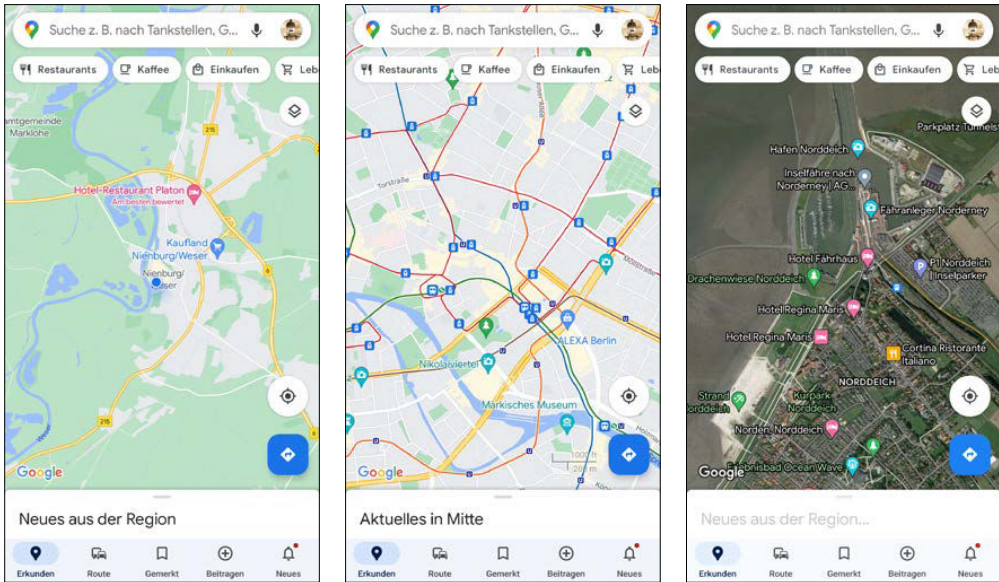 Suche z. B. nach Tankstellen, G...
Restaurants
Kaffee
Einkaufen
Leb
amtgemeinde
Marklohe
215
Hotel-Restaurant Platon
Am besten bewertet
Kaufland
Nienburg/Weser
Nienburg/
6
215
6
Weser
Google
Neues aus der Region
Erkunden
Route
Gemerkt
Beitragen
Neues
Suche z. B. nach Tankstellen, G...
Restaurants
Kaffee
Einkaufen
Leb
Torstraße
ALEXA Berlin
Nikolaiviertel
Märkisches Museum
1000 ft
200 m
Google
Aktuelles in Mitte
Erkunden
Route
Gemerkt
Beitragen
Neues
Suche z. B. nach Tankstellen, G...
Restaurants
Kaffee
Einkaufen
Leb
Parkplatz Tunnels
Hafen Norddeich
Inselfähre nach
Norderney | AG...
Fähranleger Norderney
Hotel Fährhaus
P1 Norddeich
| Inselparker
Drachenwiese Norddeich
Hotel Regina Maris
Hotel Regina Maris
Cortina Ristorante
Italiano
NORDDEICH
Strand
orddeich
Kurpark
Norddeich
Norden, Norddeich
Google
Erlebnisbad Ocean Wave
Neues aus der Region...
Erkunden
Route
Gemerkt
Beitragen
Neues